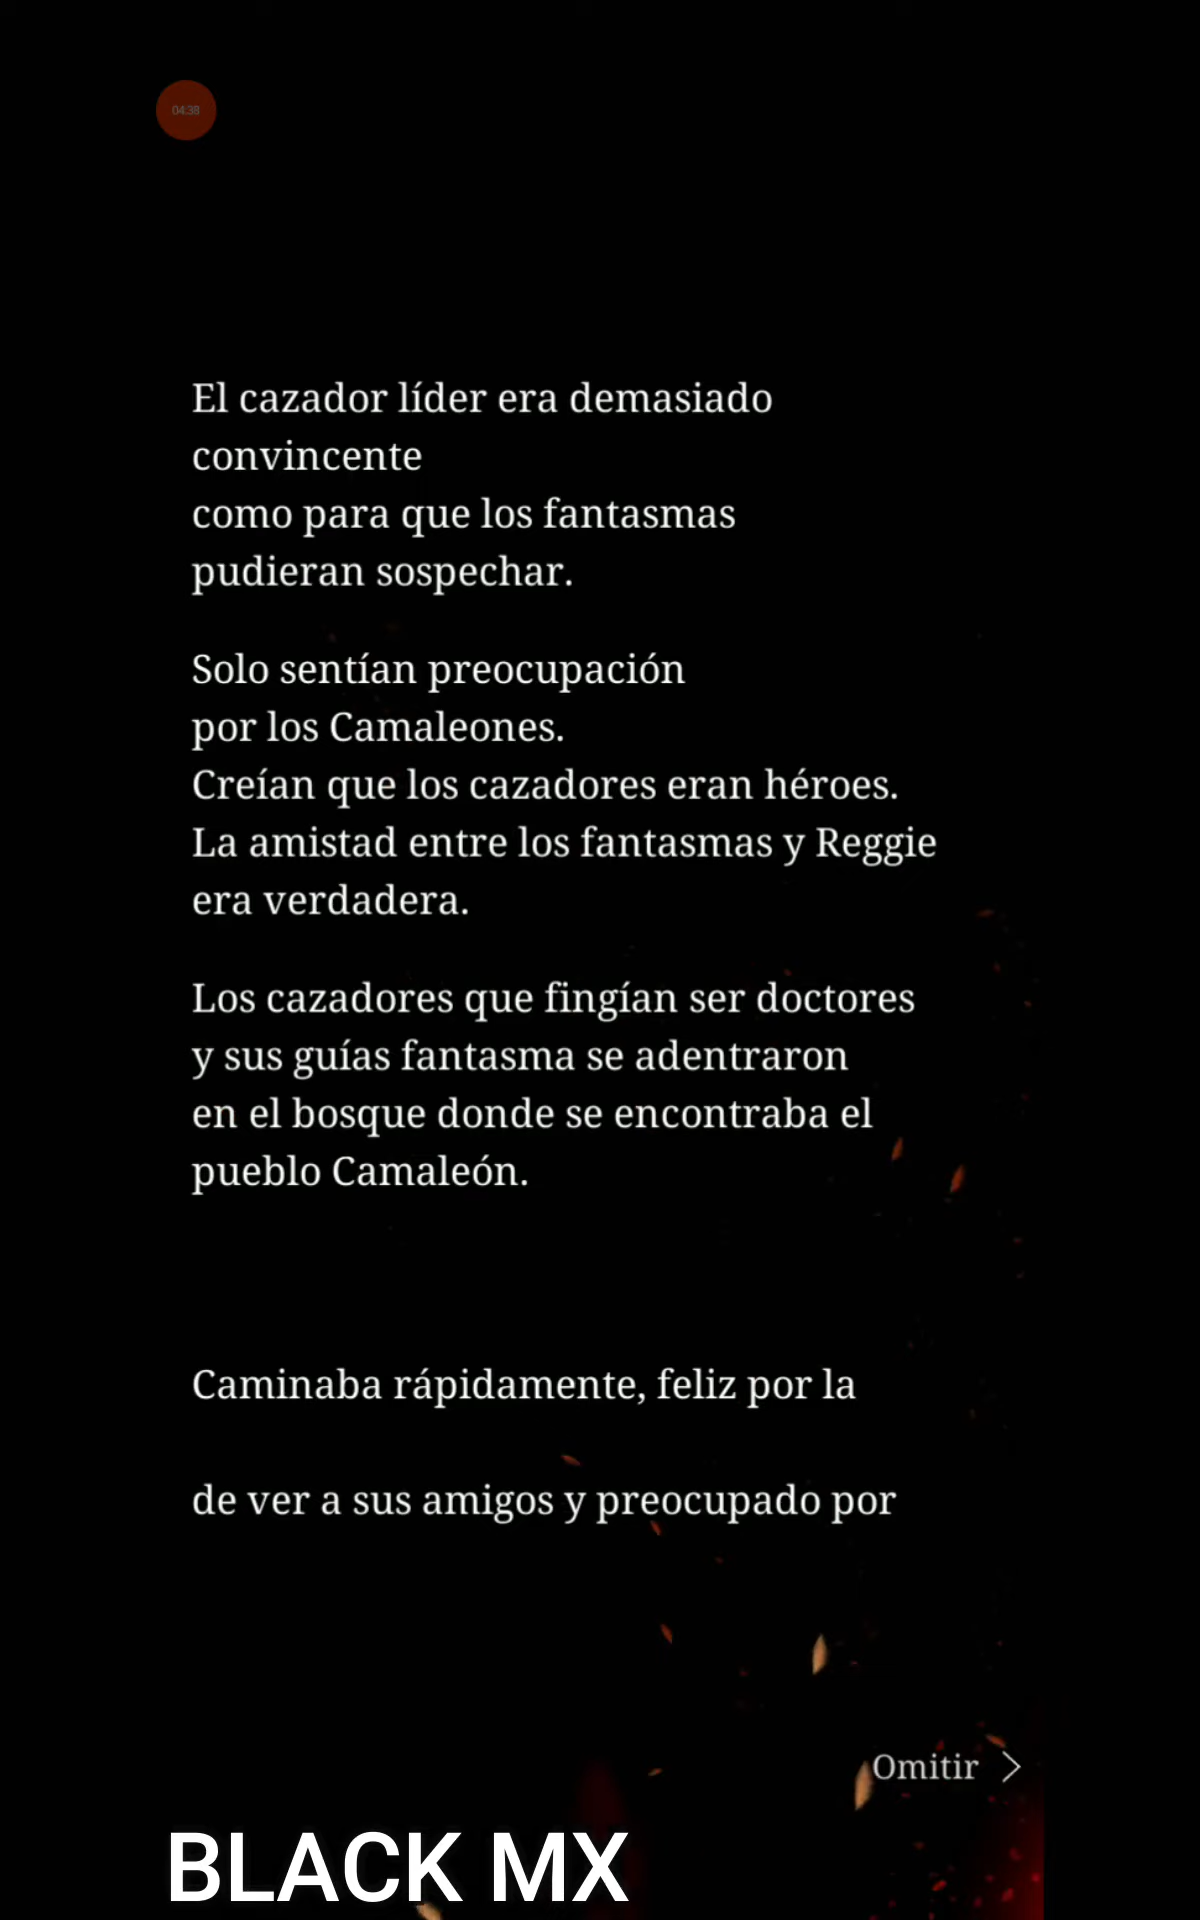 04:38
El cazador líder era demasiado
convincente
como para que los fantasmas
pudieran sospechar.
Solo sentían preocupación
por los Camaleones.
Creían que los cazadores eran héroes.
La amistad entre los fantasmas y Reggie
era verdadera.
Los cazadores que fingían ser doctores
y sus guías fantasma se adentraron
en el bosque donde se encontraba el
pueblo Camaleón.
Caminaba rápidamente, feliz por la
de ver a sus amigos y preocupado por
Omitir
BLACK MX